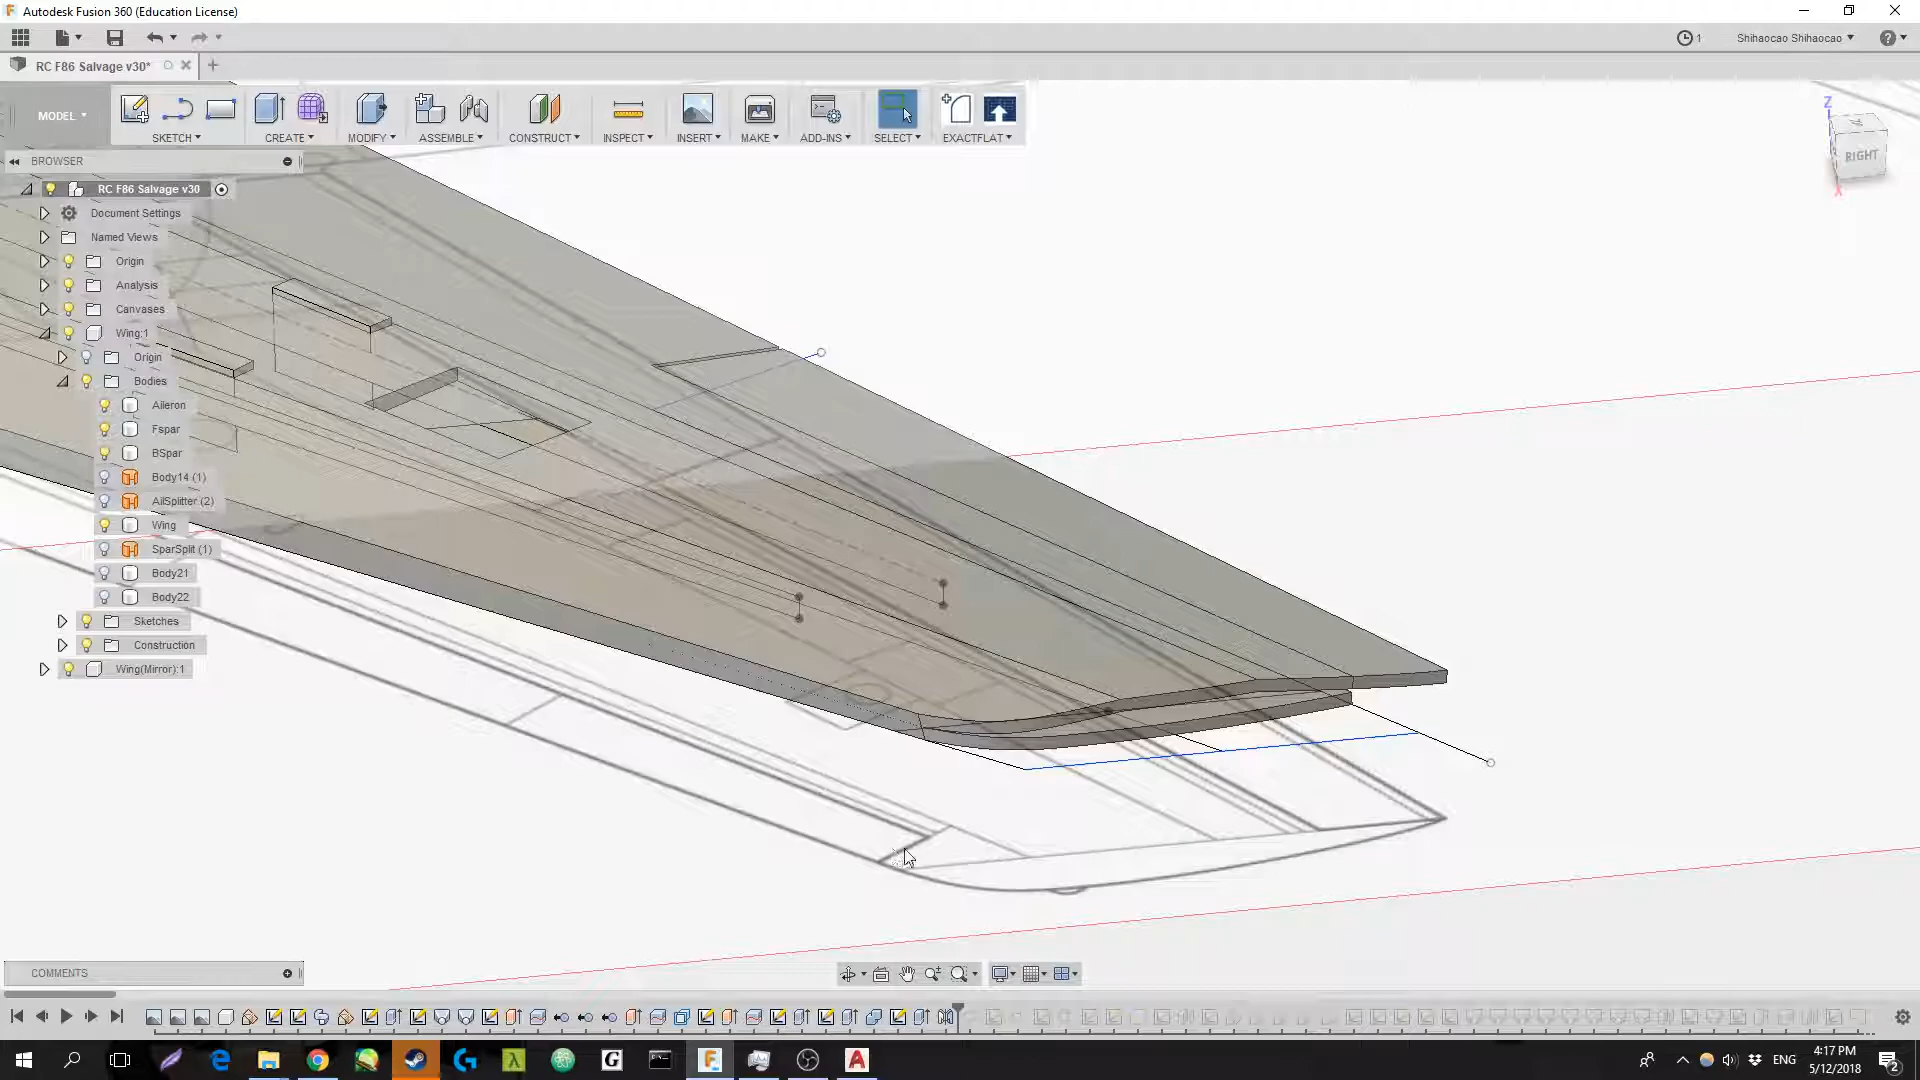 Autodesk Fusion 360 (Education License)
1
Shihaocao Shihaocao
RC F86 Salvage v30*
MODEL
SKETCH
CREATE
MODIFY
ASSEMBLE
CONSTRUCT
INSPECT
INSERT
MAKE
ADD-INS
SELECT
EXACTFLAT
Z
RIGHT
X
BROWSER
RC F86 Salvage v30
Document Settings
Named Views
Origin
Analysis
Canvases
Wing:1
Origin
Bodies
Aileron
Fspar
BSpar
Body14 (1)
AilSplitter (2)
Wing
SparSplit (1)
Body21
Body22
Sketches
Construction
Wing(Mirror):1
COMMENTS
ENG
4:17 PM
5/12/2018
2